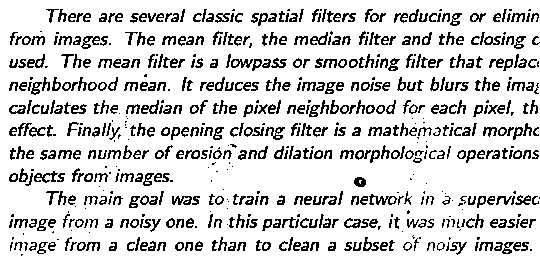 There are several classic spatial filters for reducing or elimin
from images. The mean filter, the median filter and the closing o
used. The mean filter is a lowpass or smoothing filter that replac
neighborhood mean. It reduces the image noise but blurs the imag
calculates the median of the pixel neighborhood for each pixel, th
effect. Finally, the opening closing filter is a mathematical morpho
the same number of erosion and dilation morphological operations
objects from images.
The main goal was to train a neural network in a supervised
image from a noisy one. In this particular case, it was much easier
image from a clean one than to clean a subset of noisy images.